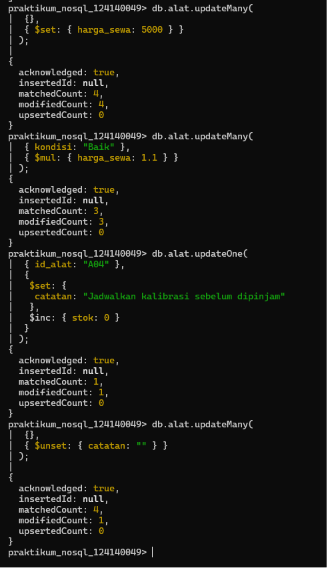 praktikum_nosql_124140049> db.alat.updateMany(
|  {},
|  { $set: { harga_sewa: 5000 } }
| );
|
{
  acknowledged: true,
  insertedId: null,
  matchedCount: 4,
  modifiedCount: 4,
  upsertedCount: 0
}
praktikum_nosql_124140049> db.alat.updateMany(
|  { kondisi: "Baik" },
|  { $mul: { harga_sewa: 1.1 } }
| );
{
  acknowledged: true,
  insertedId: null,
  matchedCount: 3,
  modifiedCount: 3,
  upsertedCount: 0
}
praktikum_nosql_124140049> db.alat.updateOne(
|  { id_alat: "A04" },
|  {
|   $set: {
|    catatan: "Jadwalkan kalibrasi sebelum dipinjam"
|   },
|   $inc: { stok: 0 }
|  }
| );
{
  acknowledged: true,
  insertedId: null,
  matchedCount: 1,
  modifiedCount: 1,
  upsertedCount: 0
}
praktikum_nosql_124140049> db.alat.updateMany(
|  {},
|  { $unset: { catatan: "" } }
| );
|
{
  acknowledged: true,
  insertedId: null,
  matchedCount: 4,
  modifiedCount: 1,
  upsertedCount: 0
}
praktikum_nosql_124140049>